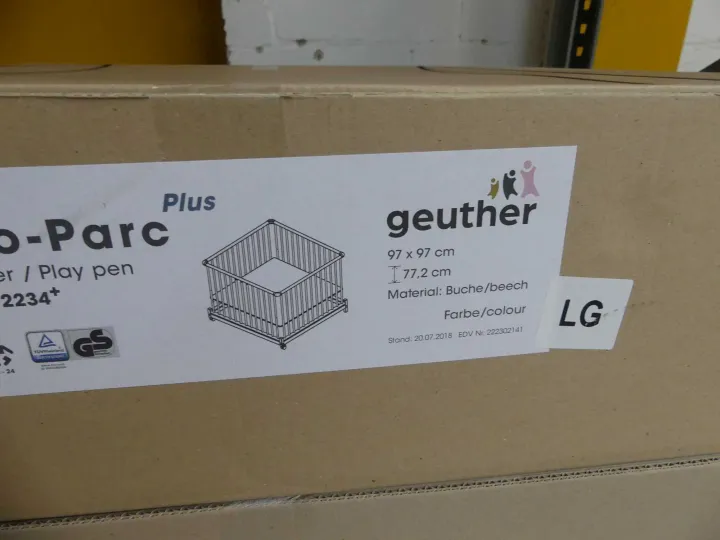 Plus
o-Parc
er / Play pen
2234+
GS
geuther
97 x 97 cm
77,2 cm
Material: Buche/beech
Farbe/colour
Stand: 20.07.2018 EDV Nr. 222302141
LG